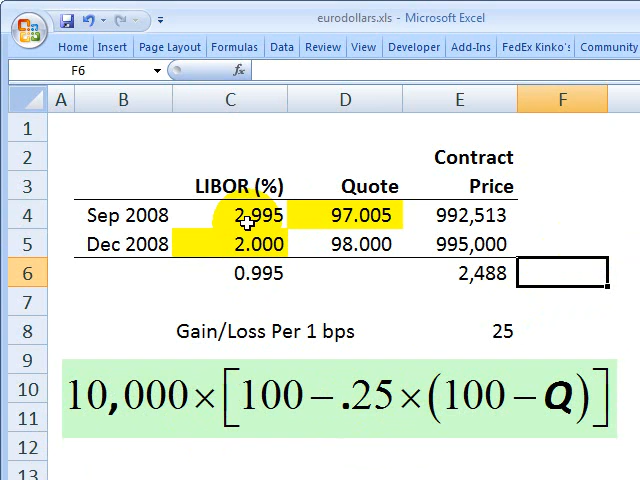 eurodollars.xls - Microsoft Excel
Home Insert Page Layout Formulas Data Review View Developer Add-Ins FedEx Kinko's Community
F6 fx
A B C D E F
1
2 Contract
3 LIBOR (%) Quote Price
4 Sep 2008 2.995 97.005 992,513
5 Dec 2008 2.000 98.000 995,000
6 0.995 2,488
7
8 Gain/Loss Per 1 bps 25
9
10
10,000×[100−.25×(100−Q)]
11
12
13